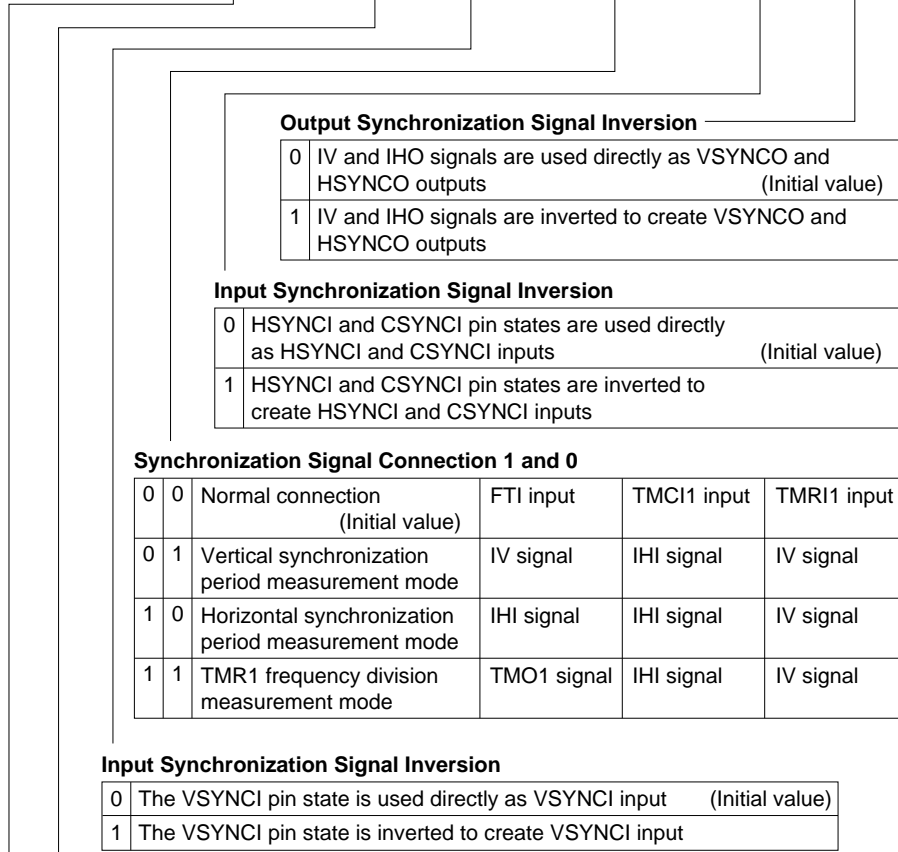 Output Synchronization Signal Inversion
0 IV and IHO signals are used directly as VSYNCO and
HSYNCO outputs (Initial value)
1 IV and IHO signals are inverted to create VSYNCO and
HSYNCO outputs
Input Synchronization Signal Inversion
0 HSYNCI and CSYNCI pin states are used directly
as HSYNCI and CSYNCI inputs (Initial value)
1 HSYNCI and CSYNCI pin states are inverted to
create HSYNCI and CSYNCI inputs
Synchronization Signal Connection 1 and 0
0 0 Normal connection FTI input TMCI1 input TMRI1 input
(Initial value)
0 1 Vertical synchronization IV signal IHI signal IV signal
period measurement mode
1 0 Horizontal synchronization IHI signal IHI signal IV signal
period measurement mode
1 1 TMR1 frequency division TMO1 signal IHI signal IV signal
measurement mode
Input Synchronization Signal Inversion
0 The VSYNCI pin state is used directly as VSYNCI input (Initial value)
1 The VSYNCI pin state is inverted to create VSYNCI input